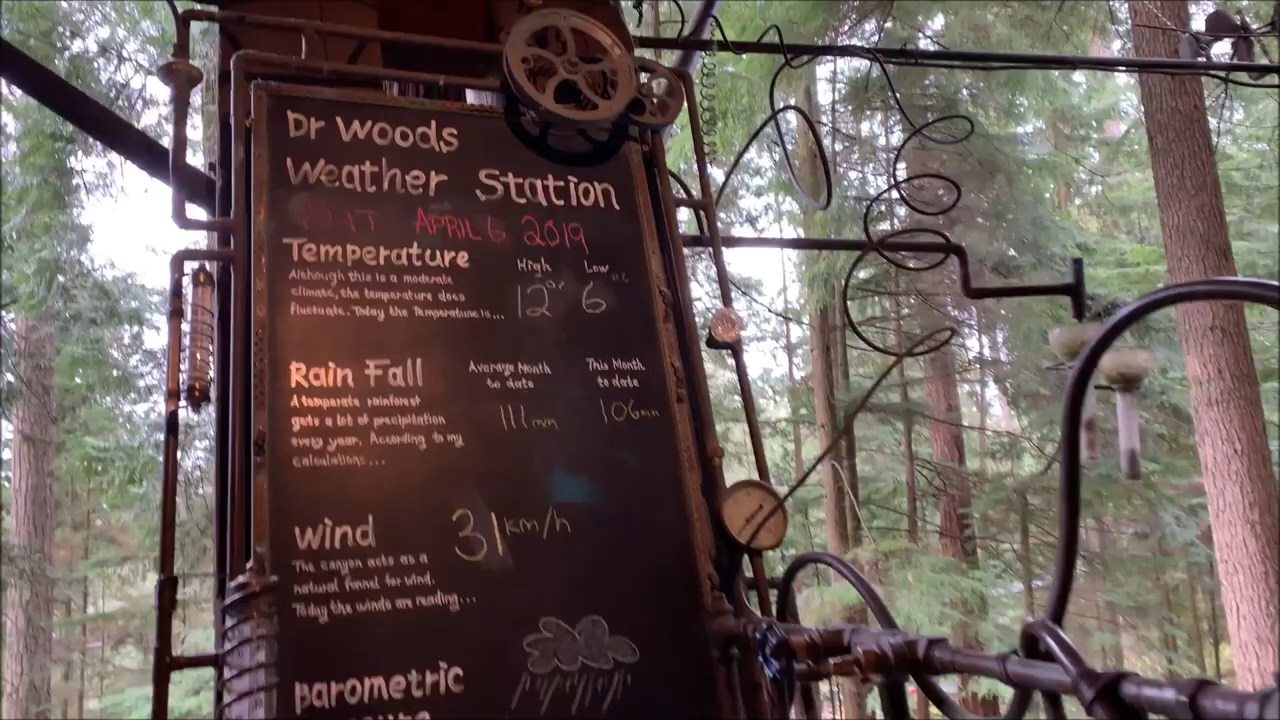 Dr Woods
Weather Station
APRIL 6 2019
Temperature
High Low
Although this is a moderate
climate, the temperature does
fluctuate. Today the Temperature is...
12°c 6°c
Rain Fall
Average Month
to date
This Month
to date
A temperate rainforest
gets a lot of precipitation
every year. According to my
calculations...
111mm 106mm
Wind
31 km/h
The canyon acts as a
natural funnel for wind.
Today the winds are reading...
barometric